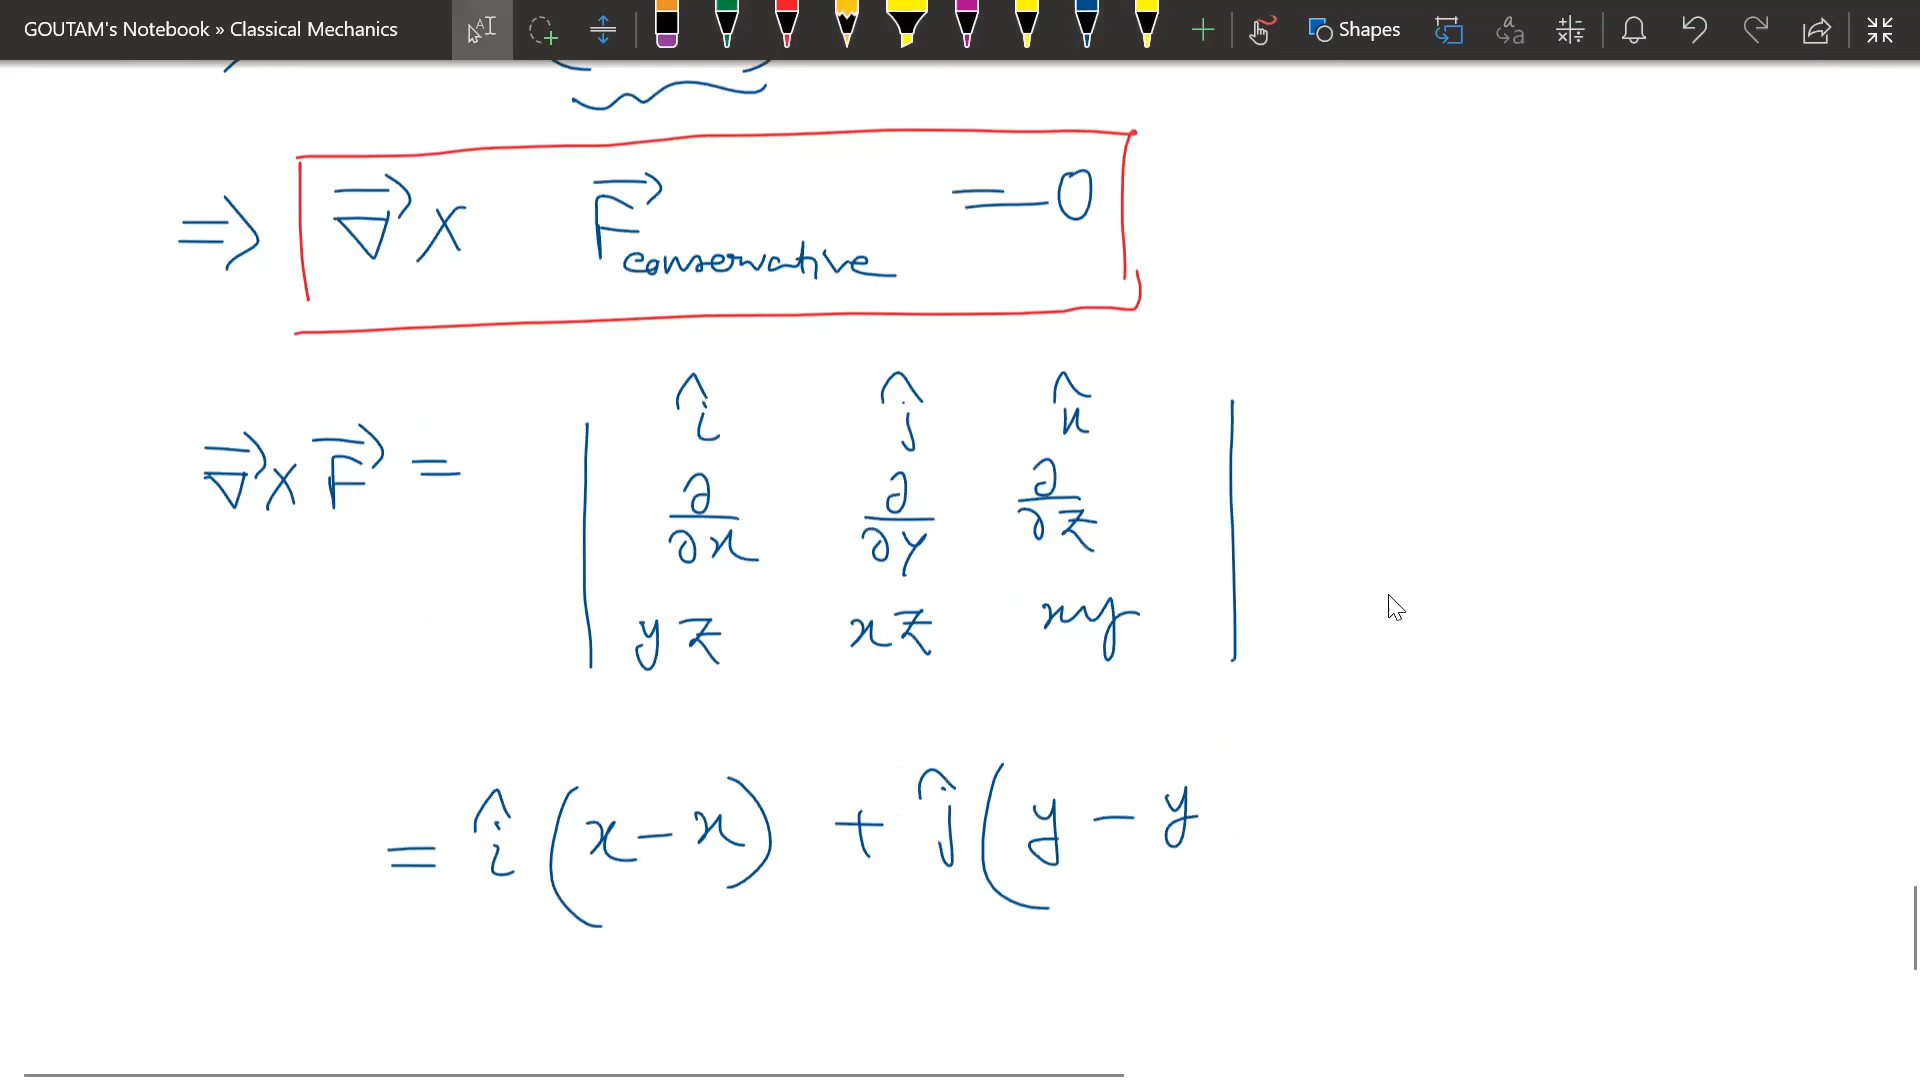 GOUTAM's Notebook » Classical Mechanics
Shapes
⇒ ∇⃗ × F⃗ conservative = 0
î ĵ k̂
∇⃗ × F⃗ =
∂/∂x ∂/∂y ∂/∂z
yz xz xy
= î (x − x) + ĵ (y − y